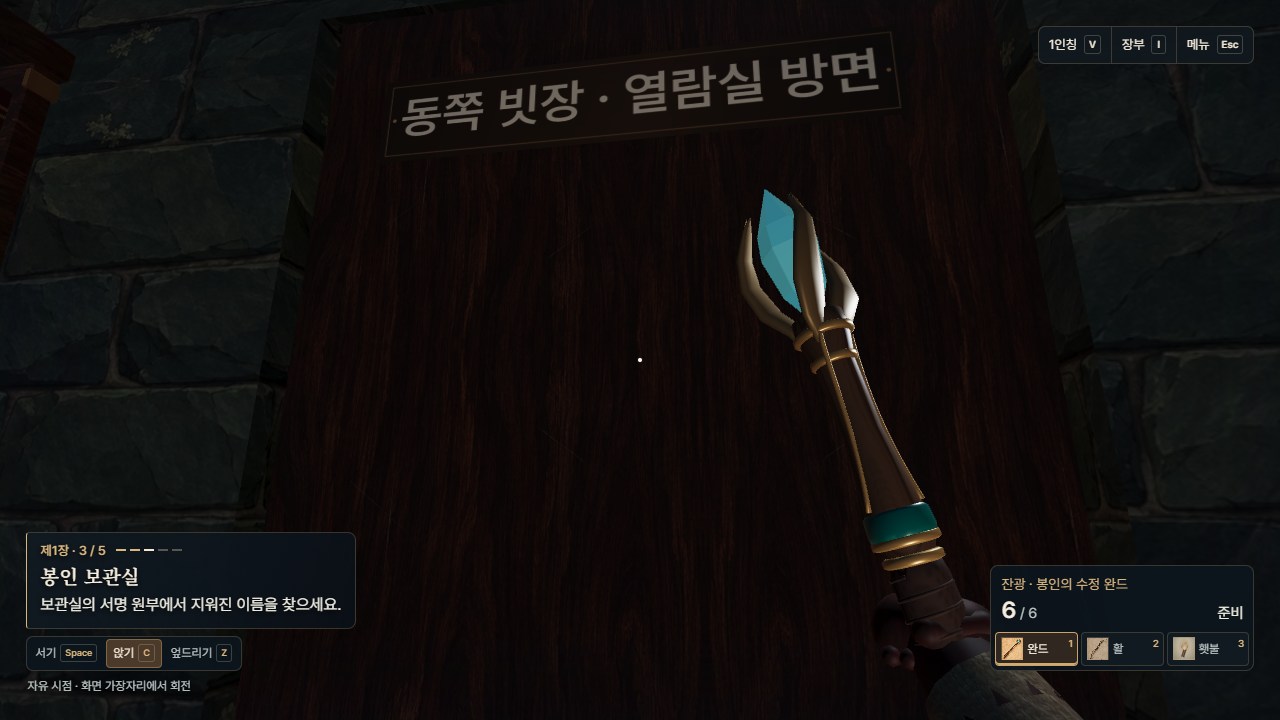 동쪽 빗장 · 열람실 방면
1인칭 V 장부 I 메뉴 Esc
제1장 · 3 / 5
봉인 보관실
보관실의 서명 원부에서 지워진 이름을 찾으세요.
서기 Space 앉기 C 엎드리기 Z
자유 시점 · 화면 가장자리에서 회전
잔광 · 봉인의 수정 완드
6 / 6 준비
완드 1 활 2 횃불 3